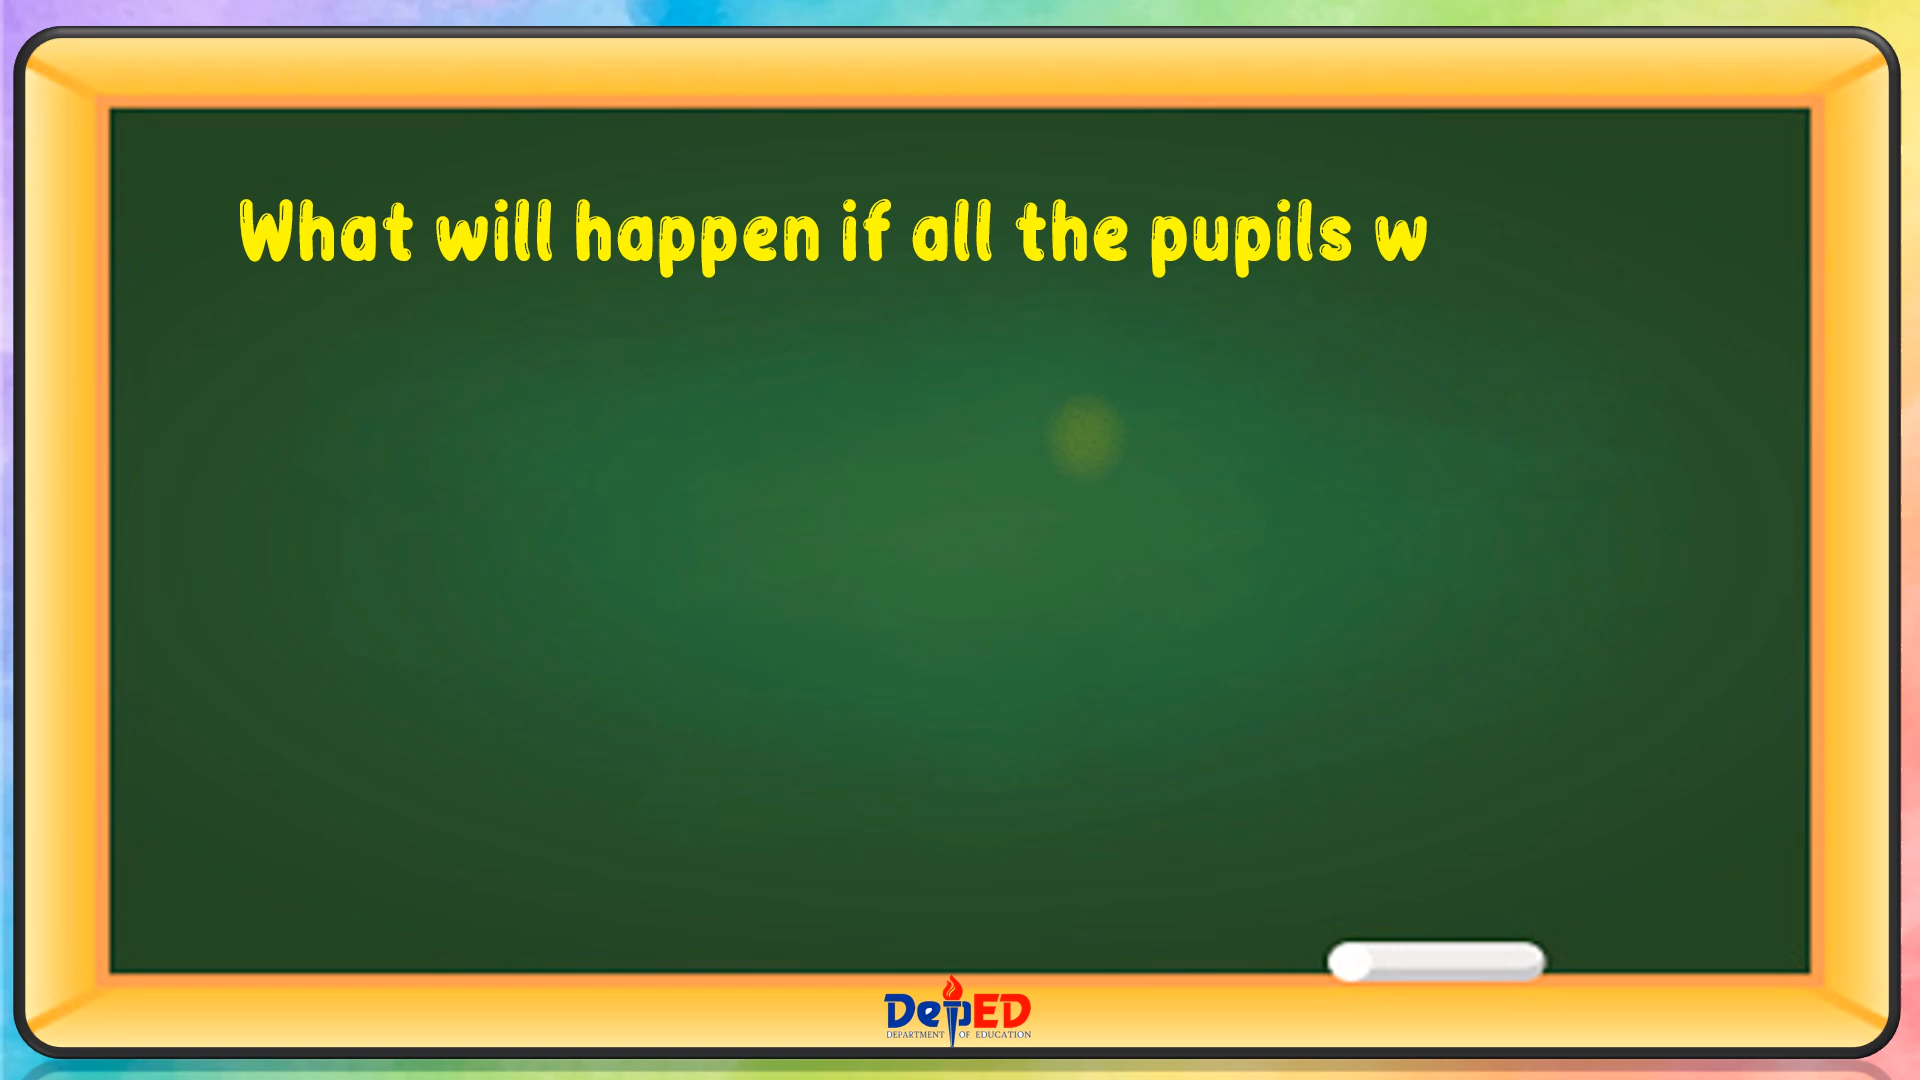 What will happen if all the pupils w
DepED
DEPARTMENT OF EDUCATION